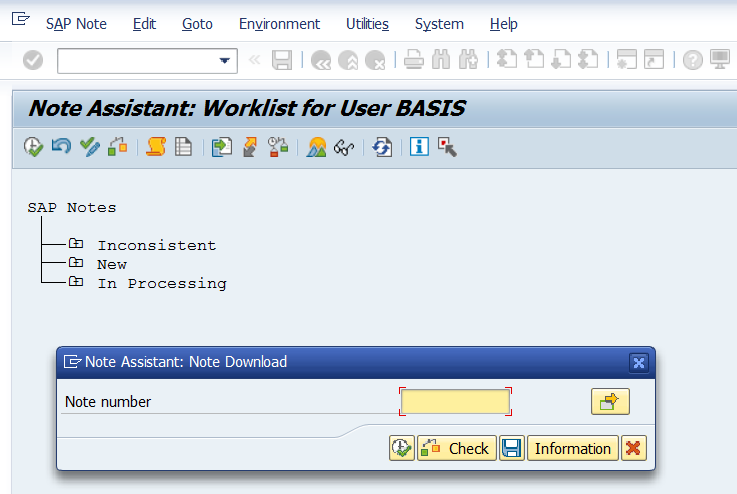 SAP Note Edit Goto Environment Utilities System Help
Note Assistant: Worklist for User BASIS
SAP Notes
Inconsistent
New
In Processing
Note Assistant: Note Download
Note number
Check Information